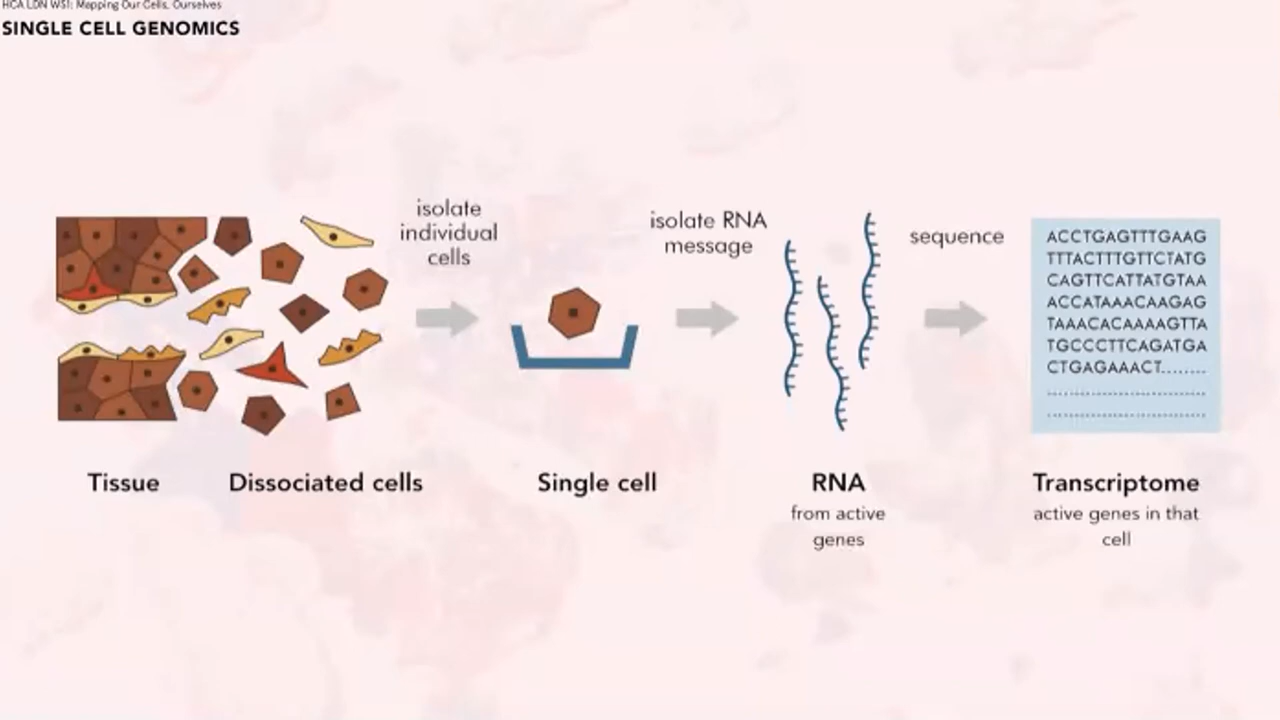 HCA LDN WS1: Mapping Our Cells, Ourselves
SINGLE CELL GENOMICS
isolate
individual
cells
isolate RNA
message
sequence
ACCTGAGTTTGAAG
TTTACTTTGTTCTATG
CAGTTCATTATGTAA
ACCATAAACAAGAG
TAAACACAAAAGTTA
TGCCCTTCAGATGA
CTGAGAAACT........
............................
............................
Tissue
Dissociated cells
Single cell
RNA
from active
genes
Transcriptome
active genes in that
cell